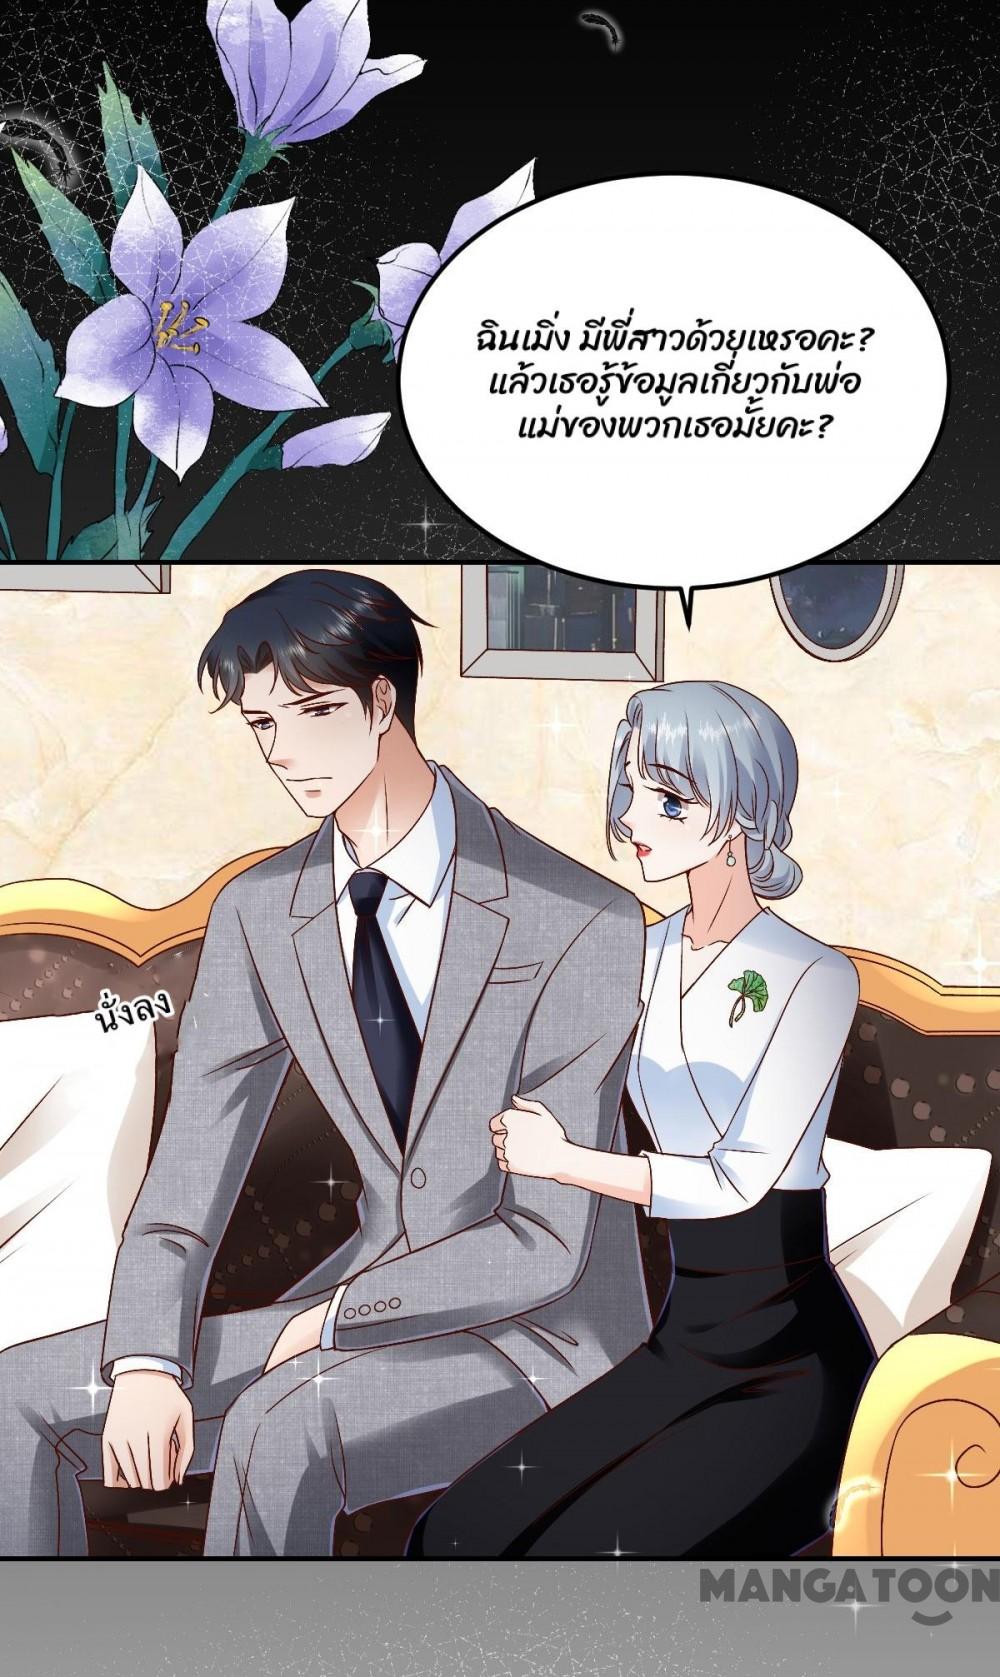 ฉินเมิ่ง มีพี่สาวด้วยเหรอคะ?
แล้วเธอรู้ข้อมูลเกี่ยวกับพ่อ
แม่ของพวกเธอมั้ยคะ?
นั่งลง
MANGATOON